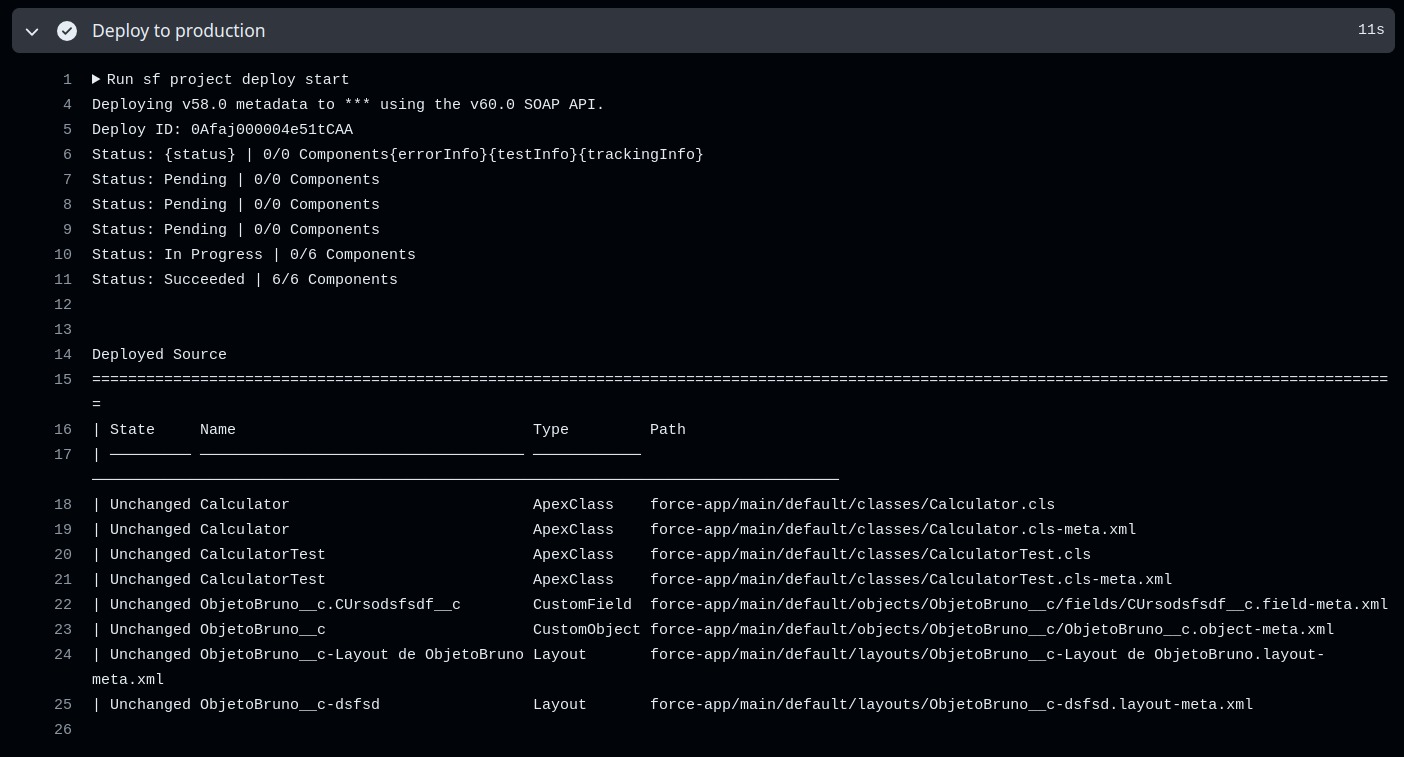 Deploy to production 11s
1 Run sf project deploy start
4 Deploying v58.0 metadata to *** using the v60.0 SOAP API.
5 Deploy ID: 0Afaj000004e51tCAA
6 Status: {status} | 0/0 Components{errorInfo}{testInfo}{trackingInfo}
7 Status: Pending | 0/0 Components
8 Status: Pending | 0/0 Components
9 Status: Pending | 0/0 Components
10 Status: In Progress | 0/6 Components
11 Status: Succeeded | 6/6 Components
12
13
14 Deployed Source
15 ================================================================================================================================================
=
16 | State     Name                                 Type         Path
17 | ───────── ──────────────────────────────────── ────────────
───────────────────────────────────────────────────────────────────────────────────
18 | Unchanged Calculator                           ApexClass    force-app/main/default/classes/Calculator.cls
19 | Unchanged Calculator                           ApexClass    force-app/main/default/classes/Calculator.cls-meta.xml
20 | Unchanged CalculatorTest                       ApexClass    force-app/main/default/classes/CalculatorTest.cls
21 | Unchanged CalculatorTest                       ApexClass    force-app/main/default/classes/CalculatorTest.cls-meta.xml
22 | Unchanged ObjetoBruno__c.CUrsodsfsdf__c        CustomField  force-app/main/default/objects/ObjetoBruno__c/fields/CUrsodsfsdf__c.field-meta.xml
23 | Unchanged ObjetoBruno__c                       CustomObject force-app/main/default/objects/ObjetoBruno__c/ObjetoBruno__c.object-meta.xml
24 | Unchanged ObjetoBruno__c-Layout de ObjetoBruno Layout       force-app/main/default/layouts/ObjetoBruno__c-Layout de ObjetoBruno.layout-
meta.xml
25 | Unchanged ObjetoBruno__c-dsfsd                 Layout       force-app/main/default/layouts/ObjetoBruno__c-dsfsd.layout-meta.xml
26